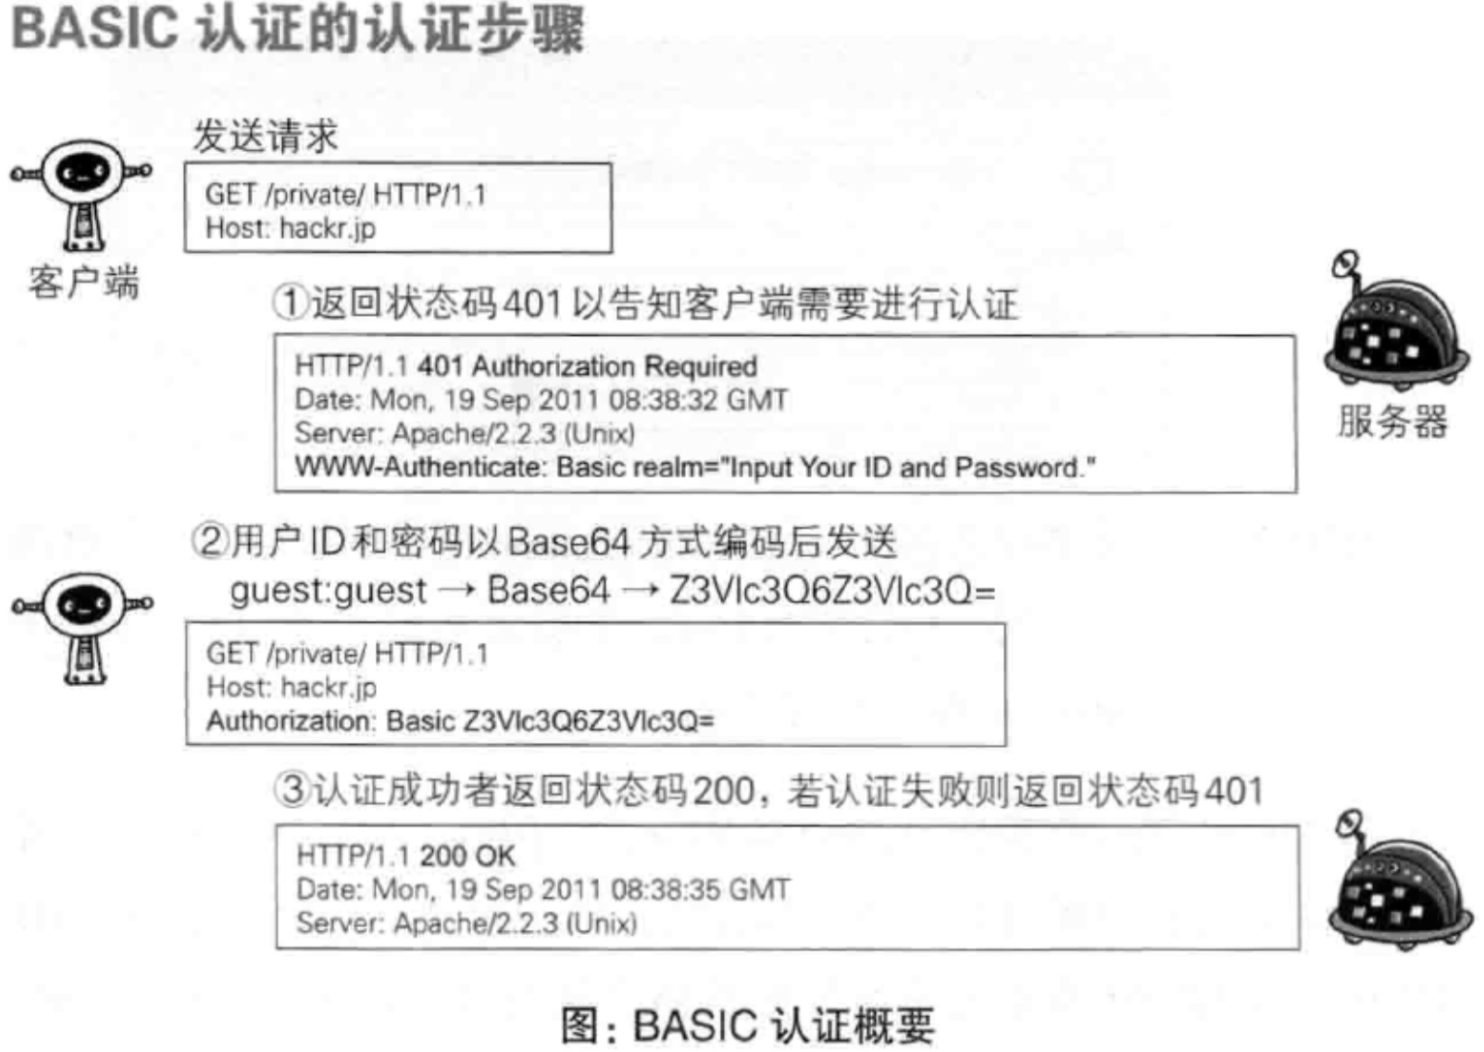 BASIC 认证的认证步骤
发送请求
GET /private/ HTTP/1.1
Host: hackr.jp
客户端
①返回状态码401以告知客户端需要进行认证
HTTP/1.1 401 Authorization Required
Date: Mon, 19 Sep 2011 08:38:32 GMT
Server: Apache/2.2.3 (Unix)
WWW-Authenticate: Basic realm="Input Your ID and Password."
服务器
②用户ID和密码以Base64方式编码后发送
guest:guest → Base64 → Z3Vlc3Q6Z3Vlc3Q=
GET /private/ HTTP/1.1
Host: hackr.jp
Authorization: Basic Z3Vlc3Q6Z3Vlc3Q=
③认证成功者返回状态码200，若认证失败则返回状态码401
HTTP/1.1 200 OK
Date: Mon, 19 Sep 2011 08:38:35 GMT
Server: Apache/2.2.3 (Unix)
图：BASIC 认证概要